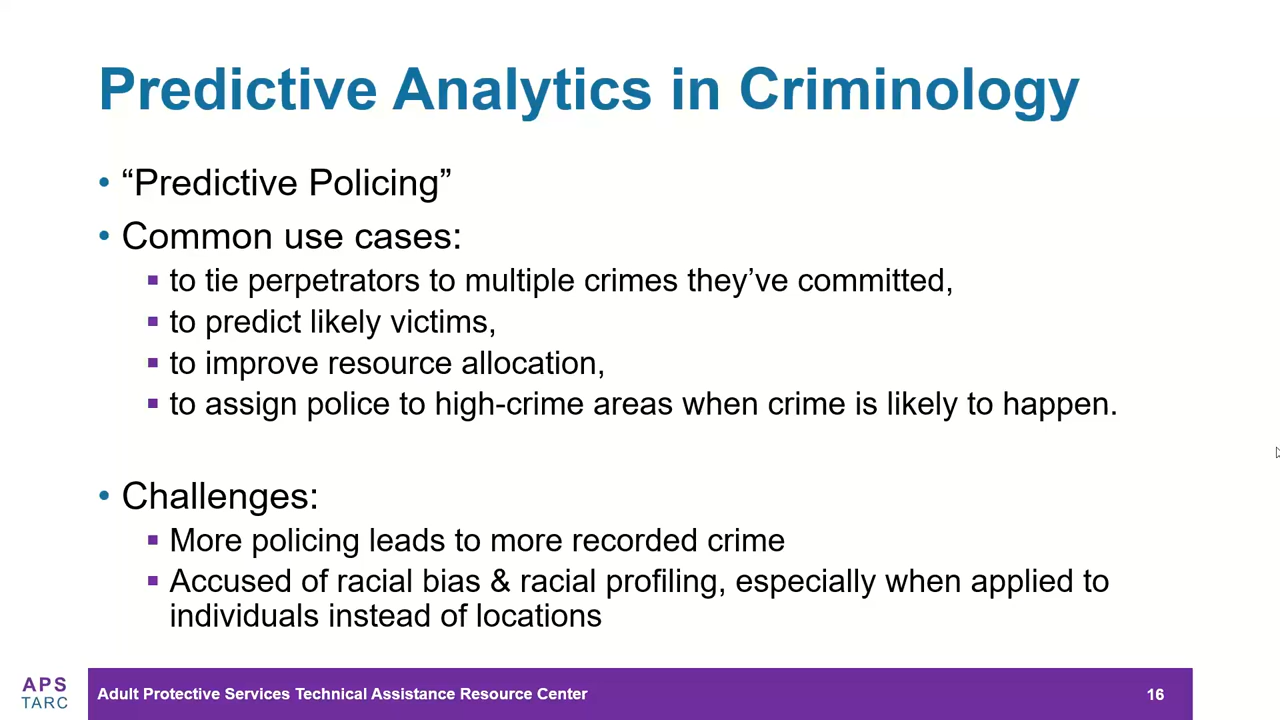 Predictive Analytics in Criminology
• “Predictive Policing”
• Common use cases:
▪ to tie perpetrators to multiple crimes they’ve committed,
▪ to predict likely victims,
▪ to improve resource allocation,
▪ to assign police to high-crime areas when crime is likely to happen.
• Challenges:
▪ More policing leads to more recorded crime
▪ Accused of racial bias & racial profiling, especially when applied to
individuals instead of locations
APS
TARC
Adult Protective Services Technical Assistance Resource Center
16